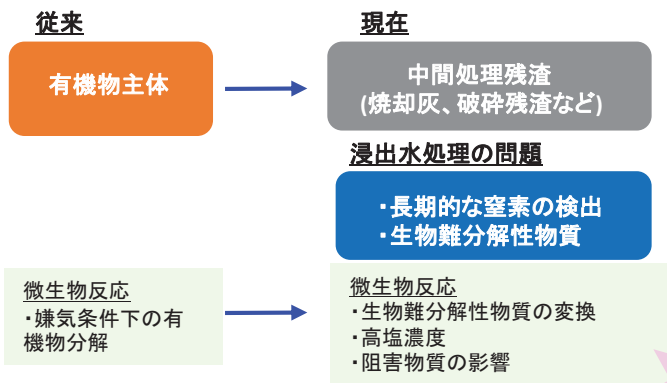 従来
有機物主体
現在
中間処理残渣
(焼却灰、破砕残渣など)
浸出水処理の問題
・長期的な窒素の検出
・生物難分解性物質
微生物反応
・嫌気条件下の有
機物分解
微生物反応
・生物難分解性物質の変換
・高塩濃度
・阻害物質の影響